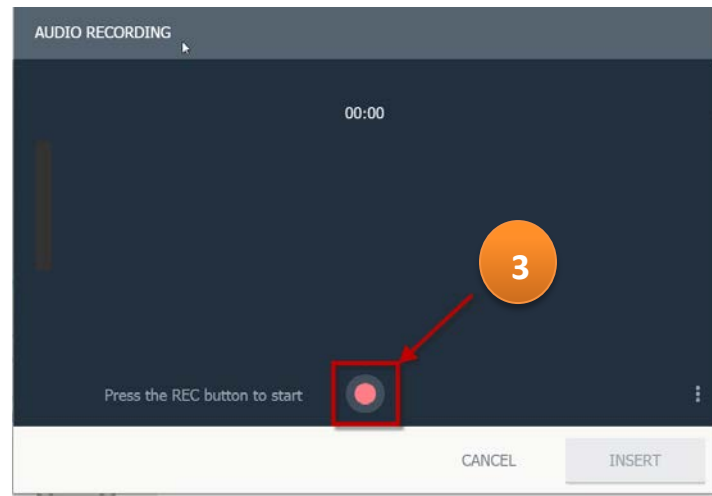 AUDIO RECORDING
00:00
3
Press the REC button to start
CANCEL INSERT